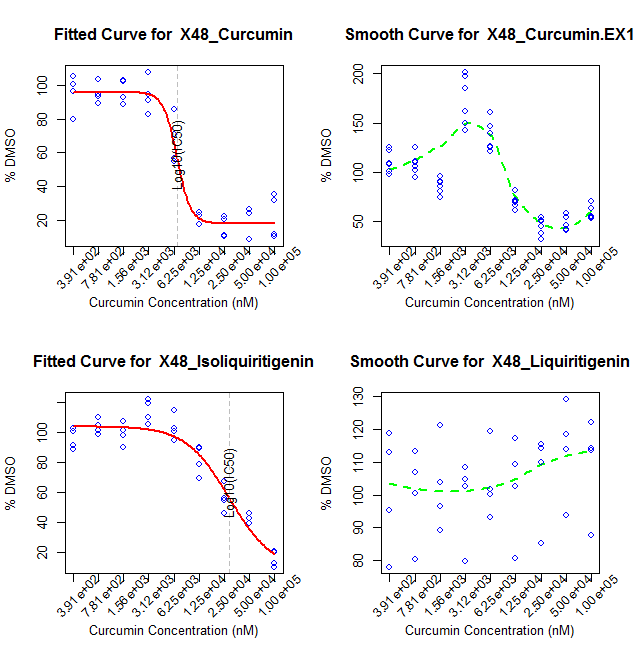 Fitted Curve for X48_Curcumin
% DMSO
100
80
60
40
20
Log10(IC50)
3.91e+02
7.81e+02
1.56e+03
3.12e+03
6.25e+03
1.25e+04
2.50e+04
5.00e+04
1.00e+05
Curcumin Concentration (nM)
Smooth Curve for X48_Curcumin.EX1
% DMSO
200
150
100
50
3.91e+02
7.81e+02
1.56e+03
3.12e+03
6.25e+03
1.25e+04
2.50e+04
5.00e+04
1.00e+05
Curcumin Concentration (nM)
Fitted Curve for X48_Isoliquiritigenin
% DMSO
100
80
60
40
20
Log10(IC50)
3.91e+02
7.81e+02
1.56e+03
3.12e+03
6.25e+03
1.25e+04
2.50e+04
5.00e+04
1.00e+05
Curcumin Concentration (nM)
Smooth Curve for X48_Liquiritigenin
% DMSO
130
120
110
100
90
80
3.91e+02
7.81e+02
1.56e+03
3.12e+03
6.25e+03
1.25e+04
2.50e+04
5.00e+04
1.00e+05
Curcumin Concentration (nM)